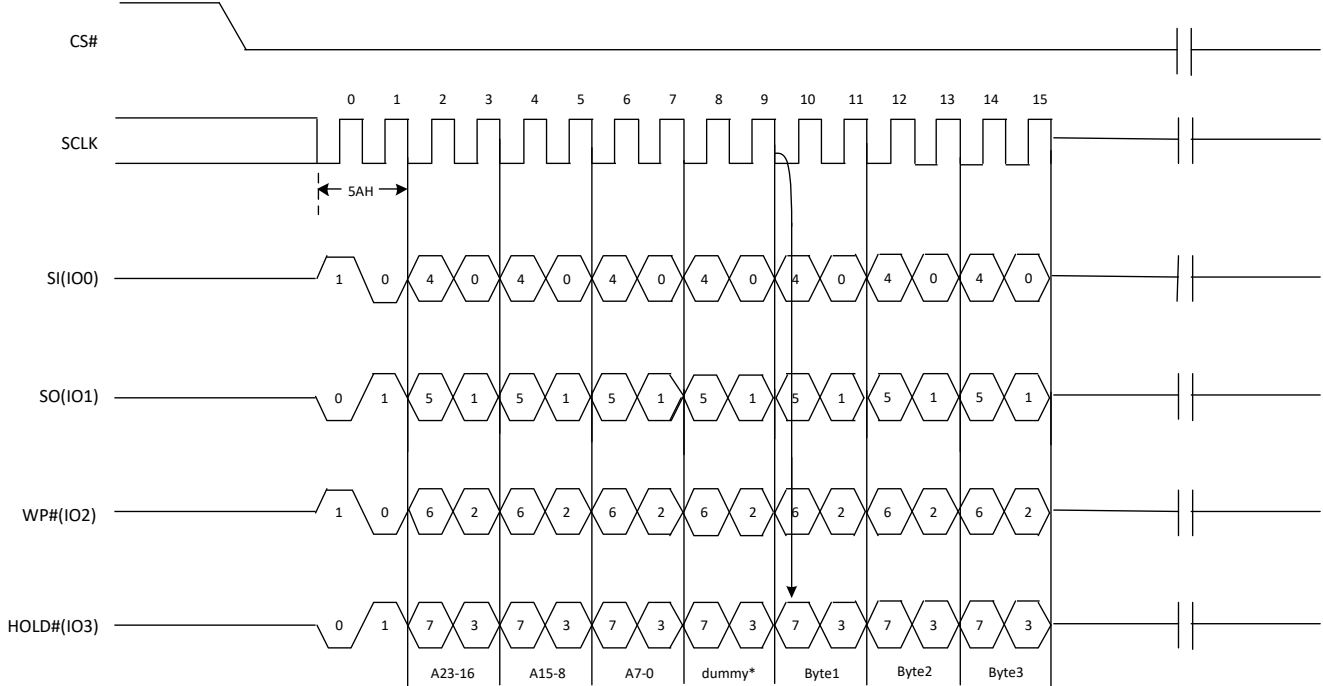 CS#
0 1 2 3 4 5 6 7 8 9 10 11 12 13 14 15
SCLK
5AH
SI(IO0) 1 0 4 0 4 0 4 0 4 0 4 0 4 0 4 0
SO(IO1) 0 1 5 1 5 1 5 1 5 1 5 1 5 1 5 1
WP#(IO2) 1 0 6 2 6 2 6 2 6 2 6 2 6 2 6 2
HOLD#(IO3) 0 1 7 3 7 3 7 3 7 3 7 3 7 3 7 3
A23-16 A15-8 A7-0 dummy* Byte1 Byte2 Byte3